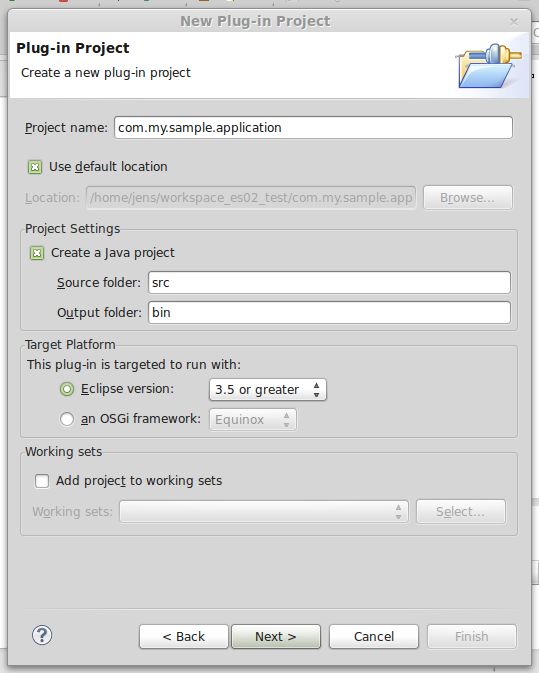 New Plug-in Project
Plug-in Project
Create a new plug-in project
Project name: com.my.sample.application
Use default location
Location: /home/jens/workspace_es02_test/com.my.sample.app Browse...
Project Settings
Create a Java project
Source folder: src
Output folder: bin
Target Platform
This plug-in is targeted to run with:
Eclipse version: 3.5 or greater
an OSGi framework: Equinox
Working sets
Add project to working sets
Working sets: Select...
? < Back Next > Cancel Finish